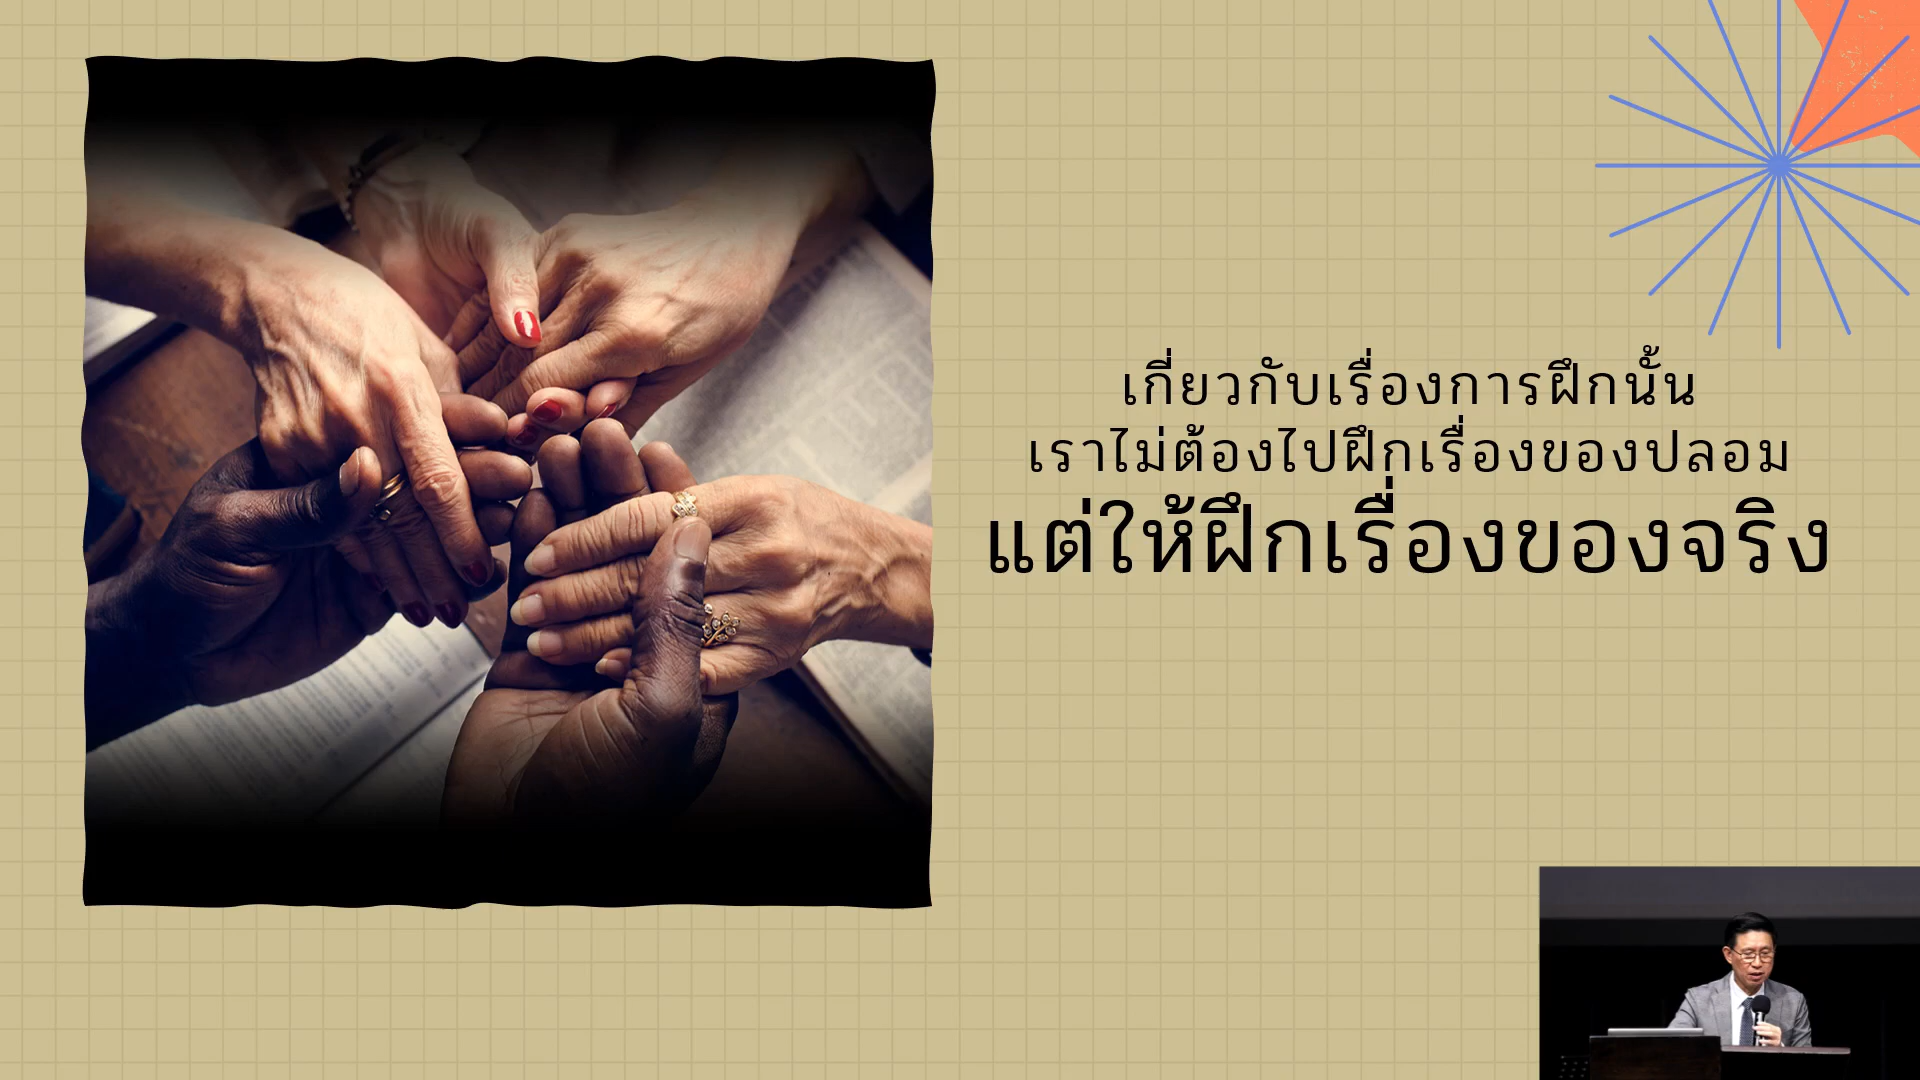 เกี่ยวกับเรื่องการฝึกนั้น
เราไม่ต้องไปฝึกเรื่องของปลอม
แต่ให้ฝึกเรื่องของจริง